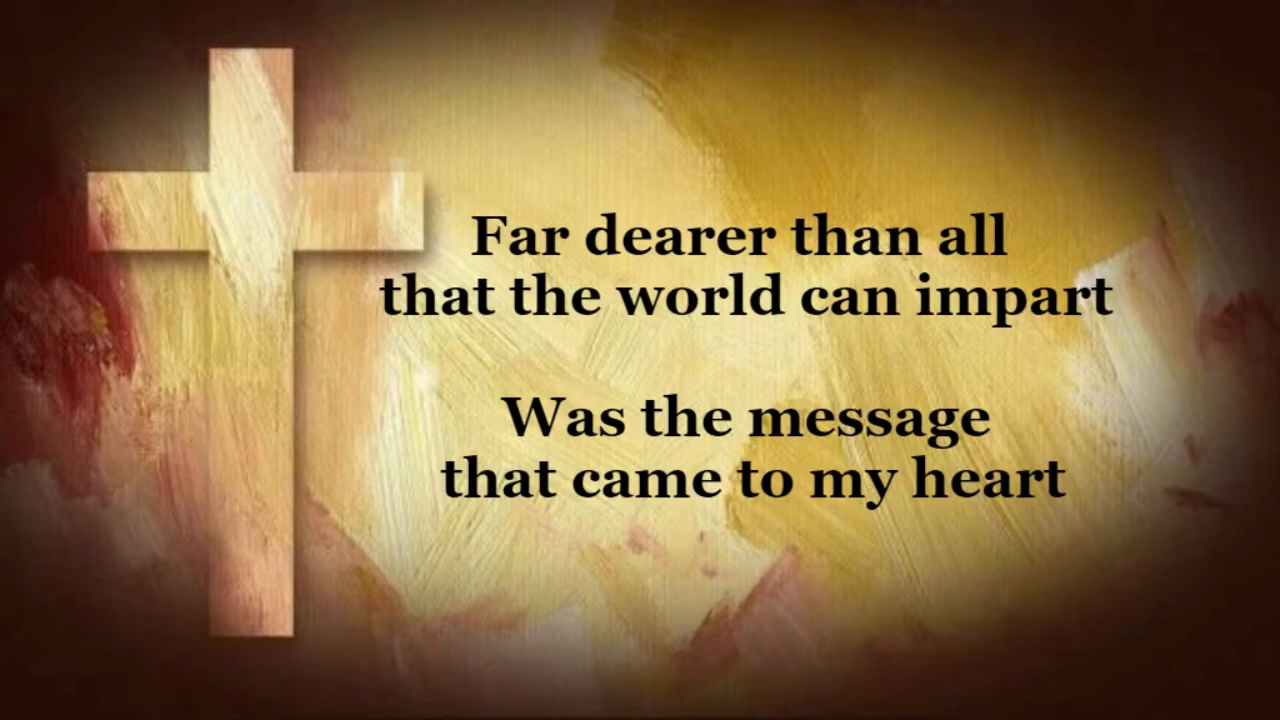 Far dearer than all
that the world can impart
Was the message
that came to my heart